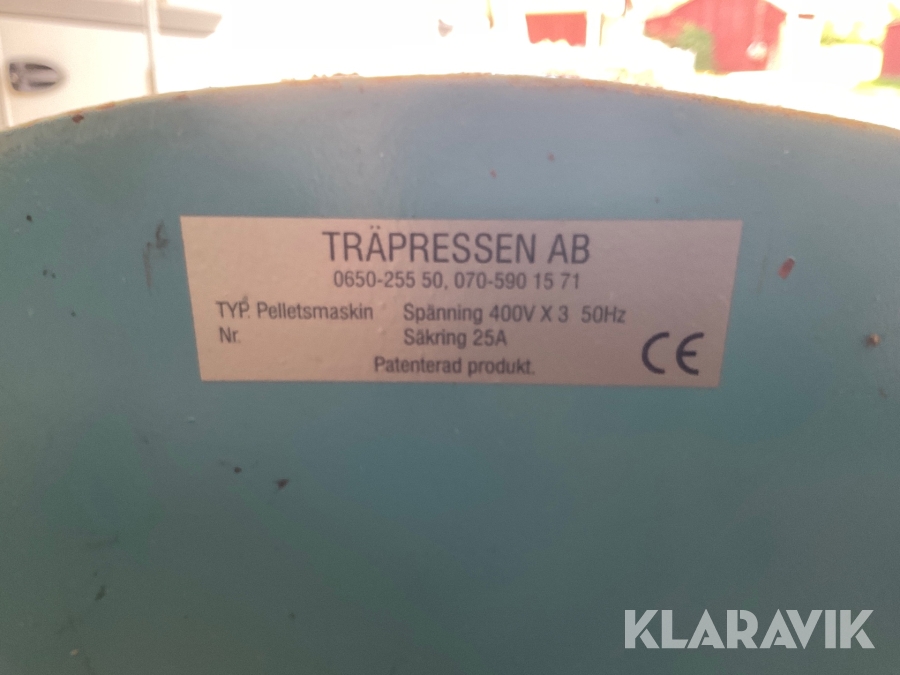 TRÄPRESSEN AB
0650-255 50, 070-590 15 71
TYP. Pelletsmaskin Spänning 400V X 3 50Hz
Nr. Säkring 25A
CE
Patenterad produkt.
KLARAVIK